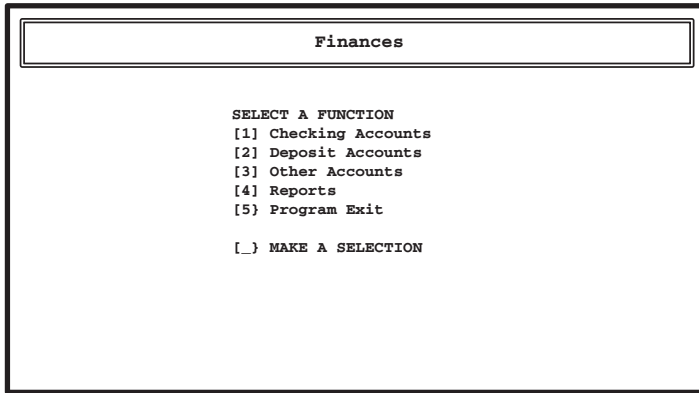 Finances
SELECT A FUNCTION
[1] Checking Accounts
[2] Deposit Accounts
[3] Other Accounts
[4] Reports
[5} Program Exit
[_} MAKE A SELECTION